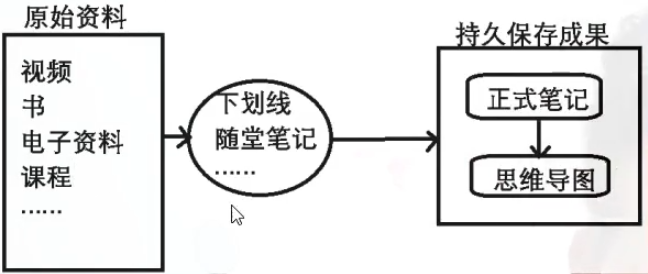 原始资料
视频
书
电子资料
课程
……
下划线
随堂笔记
……
持久保存成果
正式笔记
思维导图